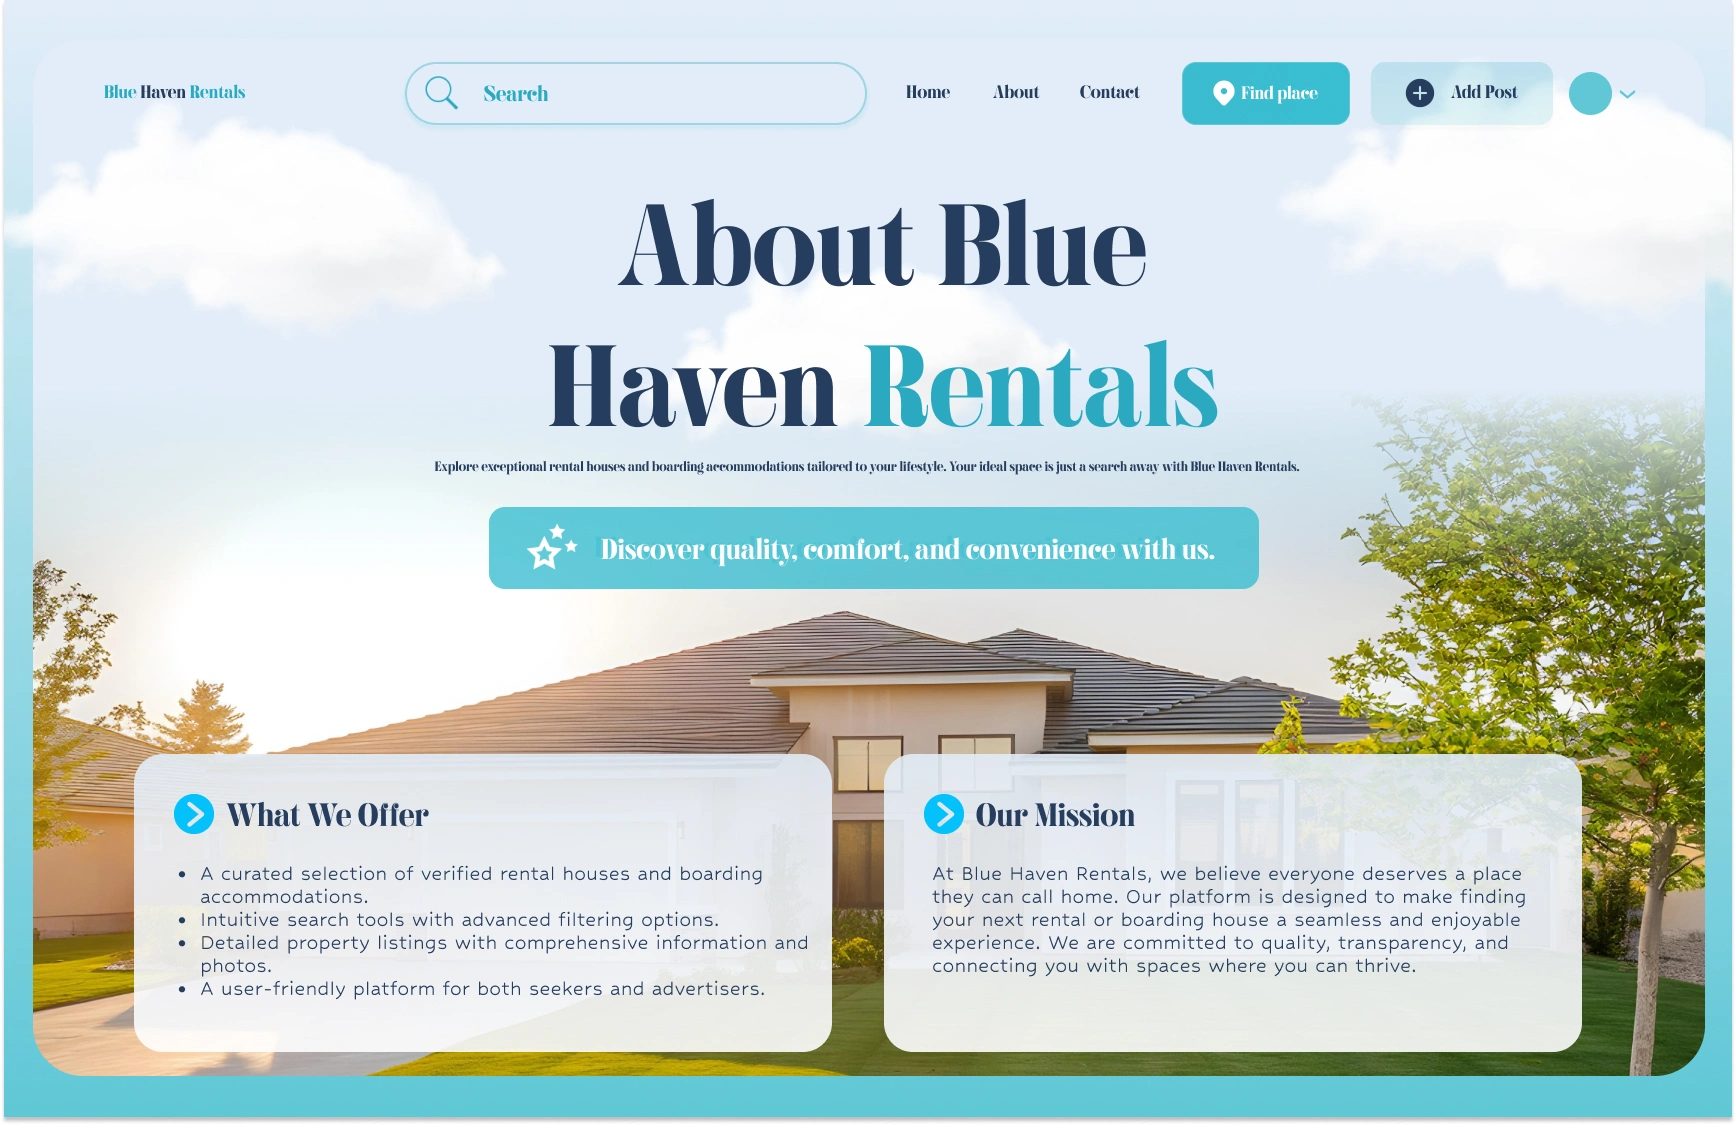 Blue Haven Rentals
Search
Home
About
Contact
Find place
Add Post
About Blue
Haven Rentals
Explore exceptional rental houses and boarding accommodations tailored to your lifestyle. Your ideal space is just a search away with Blue Haven Rentals.
Discover quality, comfort, and convenience with us.
What We Offer
• A curated selection of verified rental houses and boarding
accommodations.
• Intuitive search tools with advanced filtering options.
• Detailed property listings with comprehensive information and
photos.
• A user-friendly platform for both seekers and advertisers.
Our Mission
At Blue Haven Rentals, we believe everyone deserves a place
they can call home. Our platform is designed to make finding
your next rental or boarding house a seamless and enjoyable
experience. We are committed to quality, transparency, and
connecting you with spaces where you can thrive.